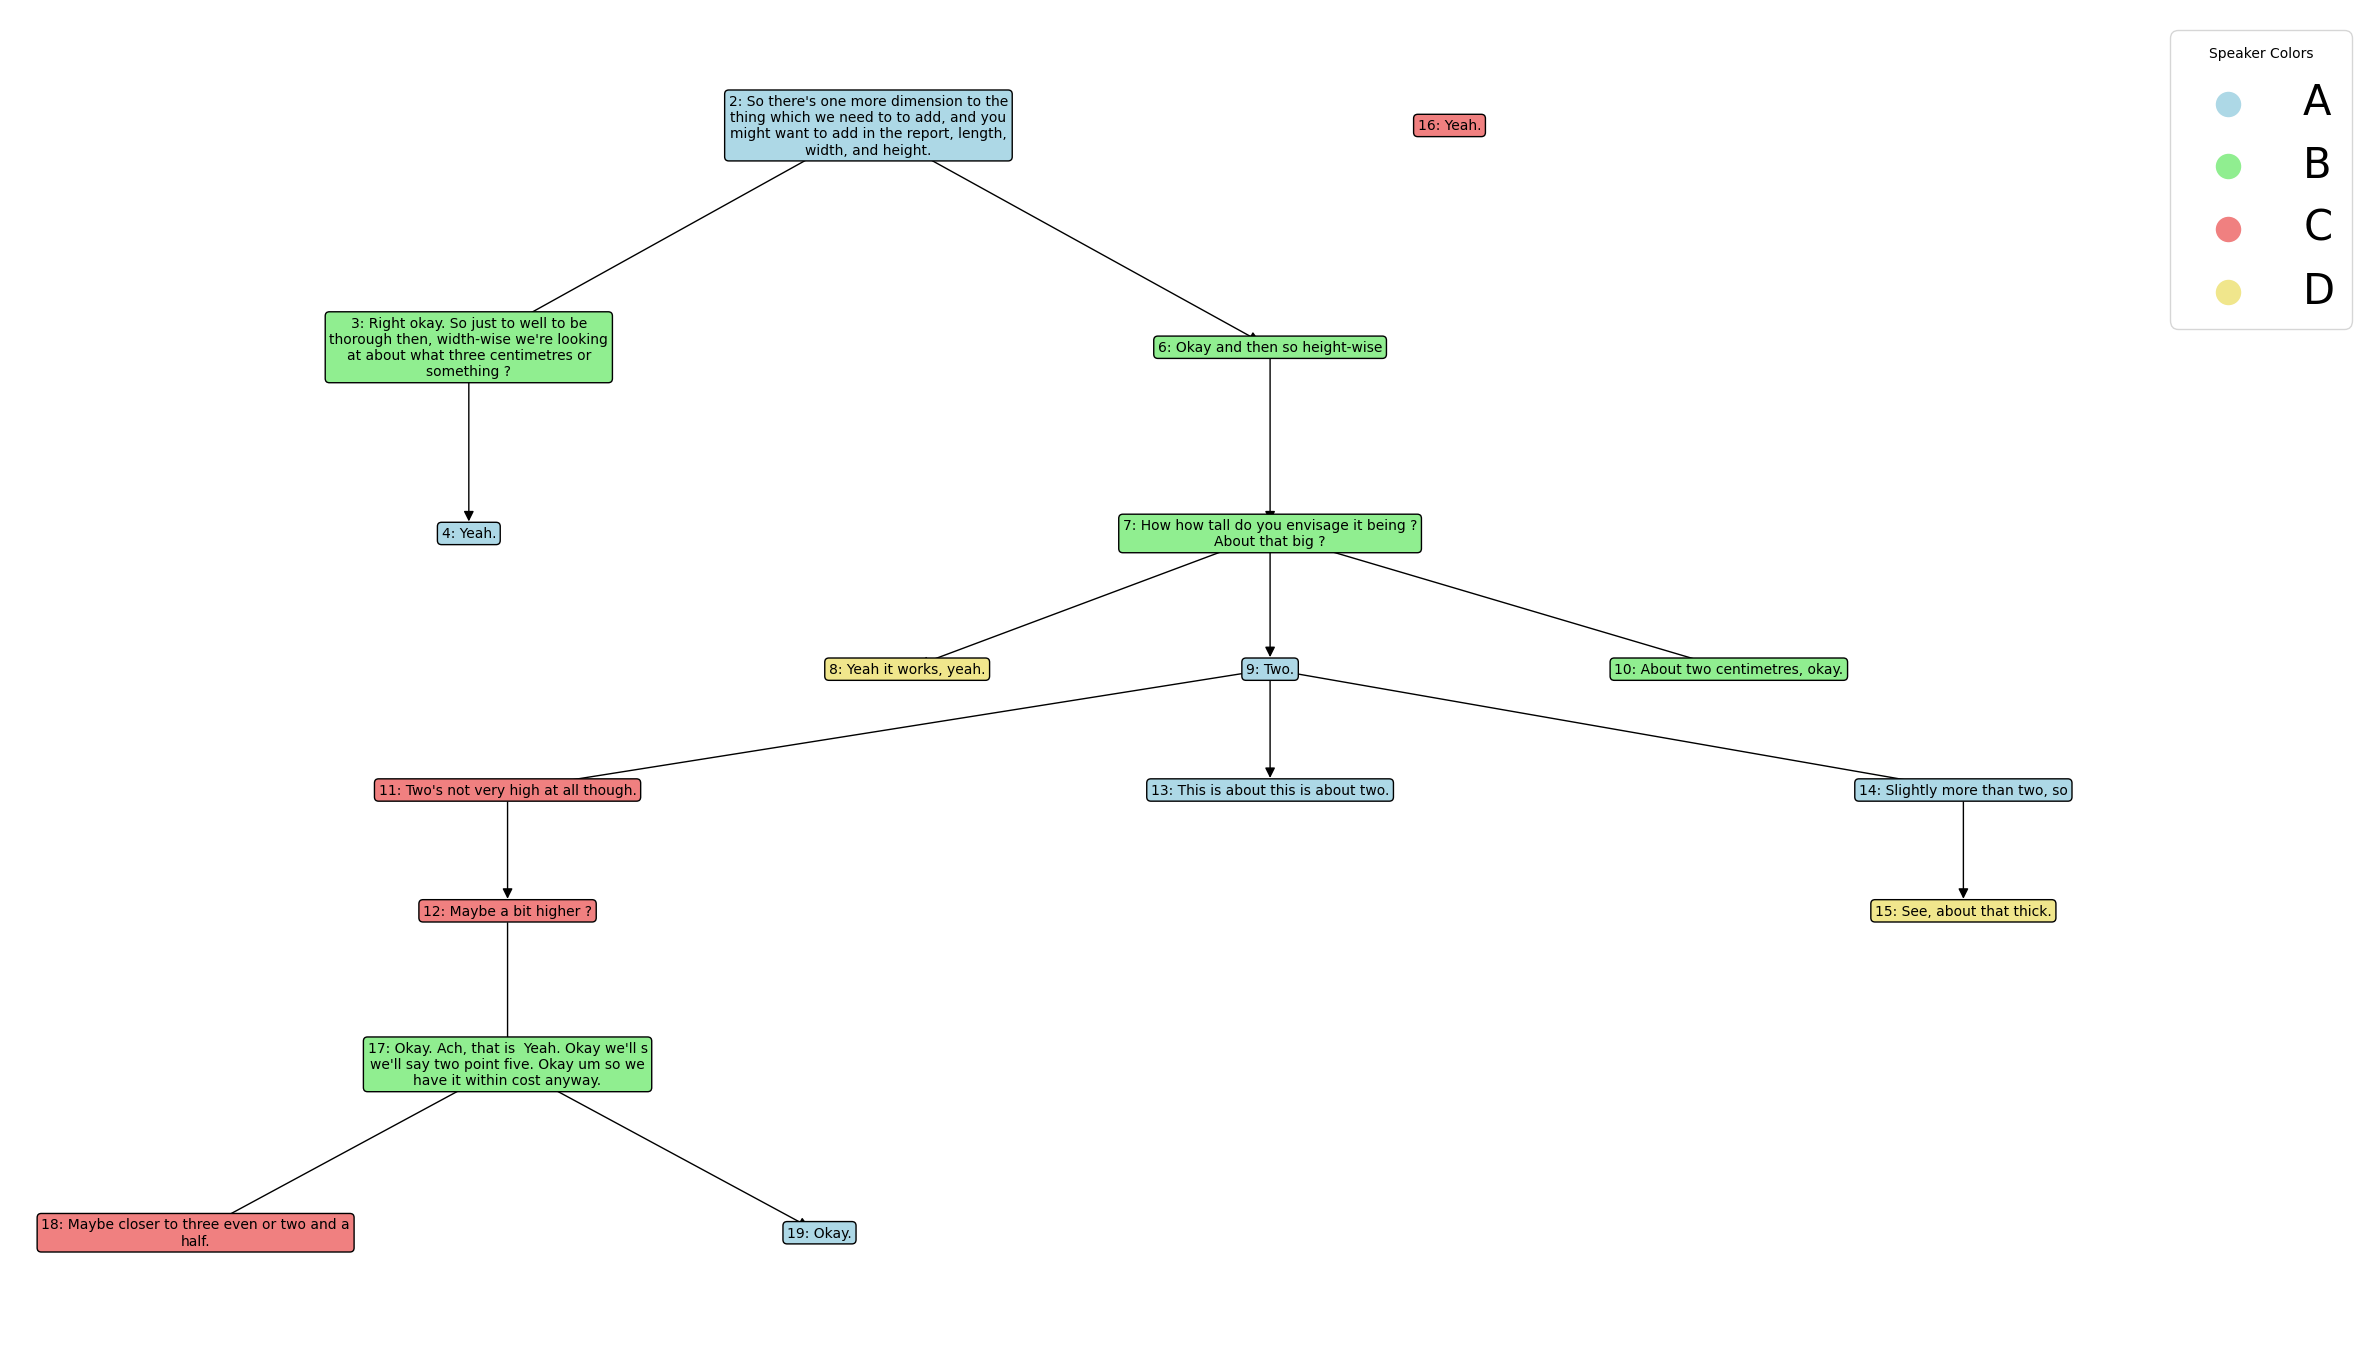 Speaker Colors
A
B
C
D
2: So there's one more dimension to the
thing which we need to to add, and you
might want to add in the report, length,
width, and height.
16: Yeah.
3: Right okay. So just to well to be
thorough then, width-wise we're looking
at about what three centimetres or
something ?
6: Okay and then so height-wise
4: Yeah.
7: How how tall do you envisage it being ?
About that big ?
8: Yeah it works, yeah.
9: Two.
10: About two centimetres, okay.
11: Two's not very high at all though.
13: This is about this is about two.
14: Slightly more than two, so
12: Maybe a bit higher ?
15: See, about that thick.
17: Okay. Ach, that is  Yeah. Okay we'll s
we'll say two point five. Okay um so we
have it within cost anyway.
18: Maybe closer to three even or two and a
half.
19: Okay.